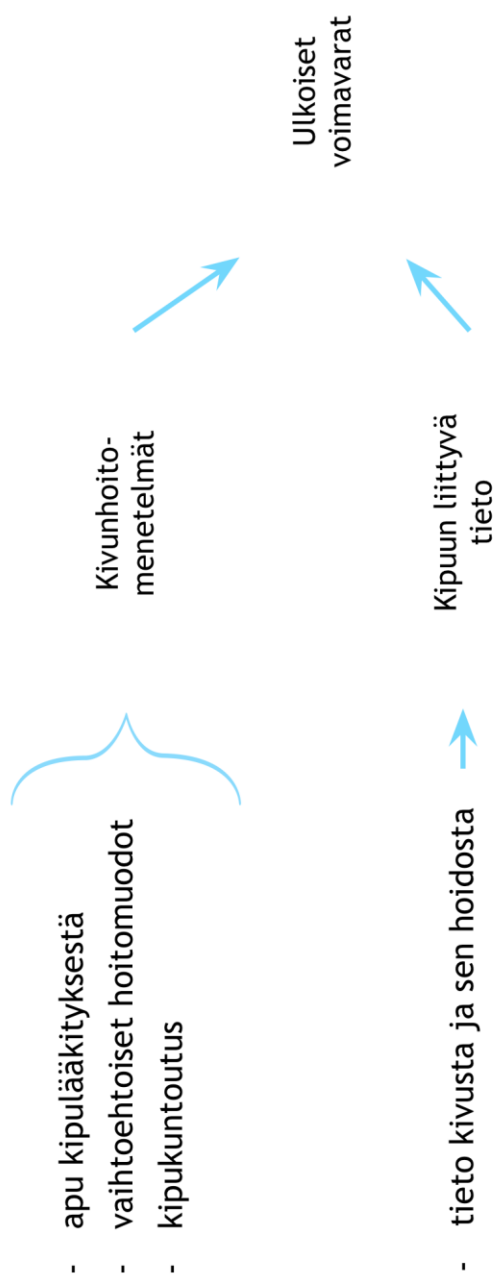 - apu kipulääkityksestä
- vaihtoehtoiset hoitomuodot
- kipukuntoutus
Kivunhoito-
menetelmät
- tieto kivusta ja sen hoidosta
Kipuun liittyvä
tieto
Ulkoiset
voimavarat